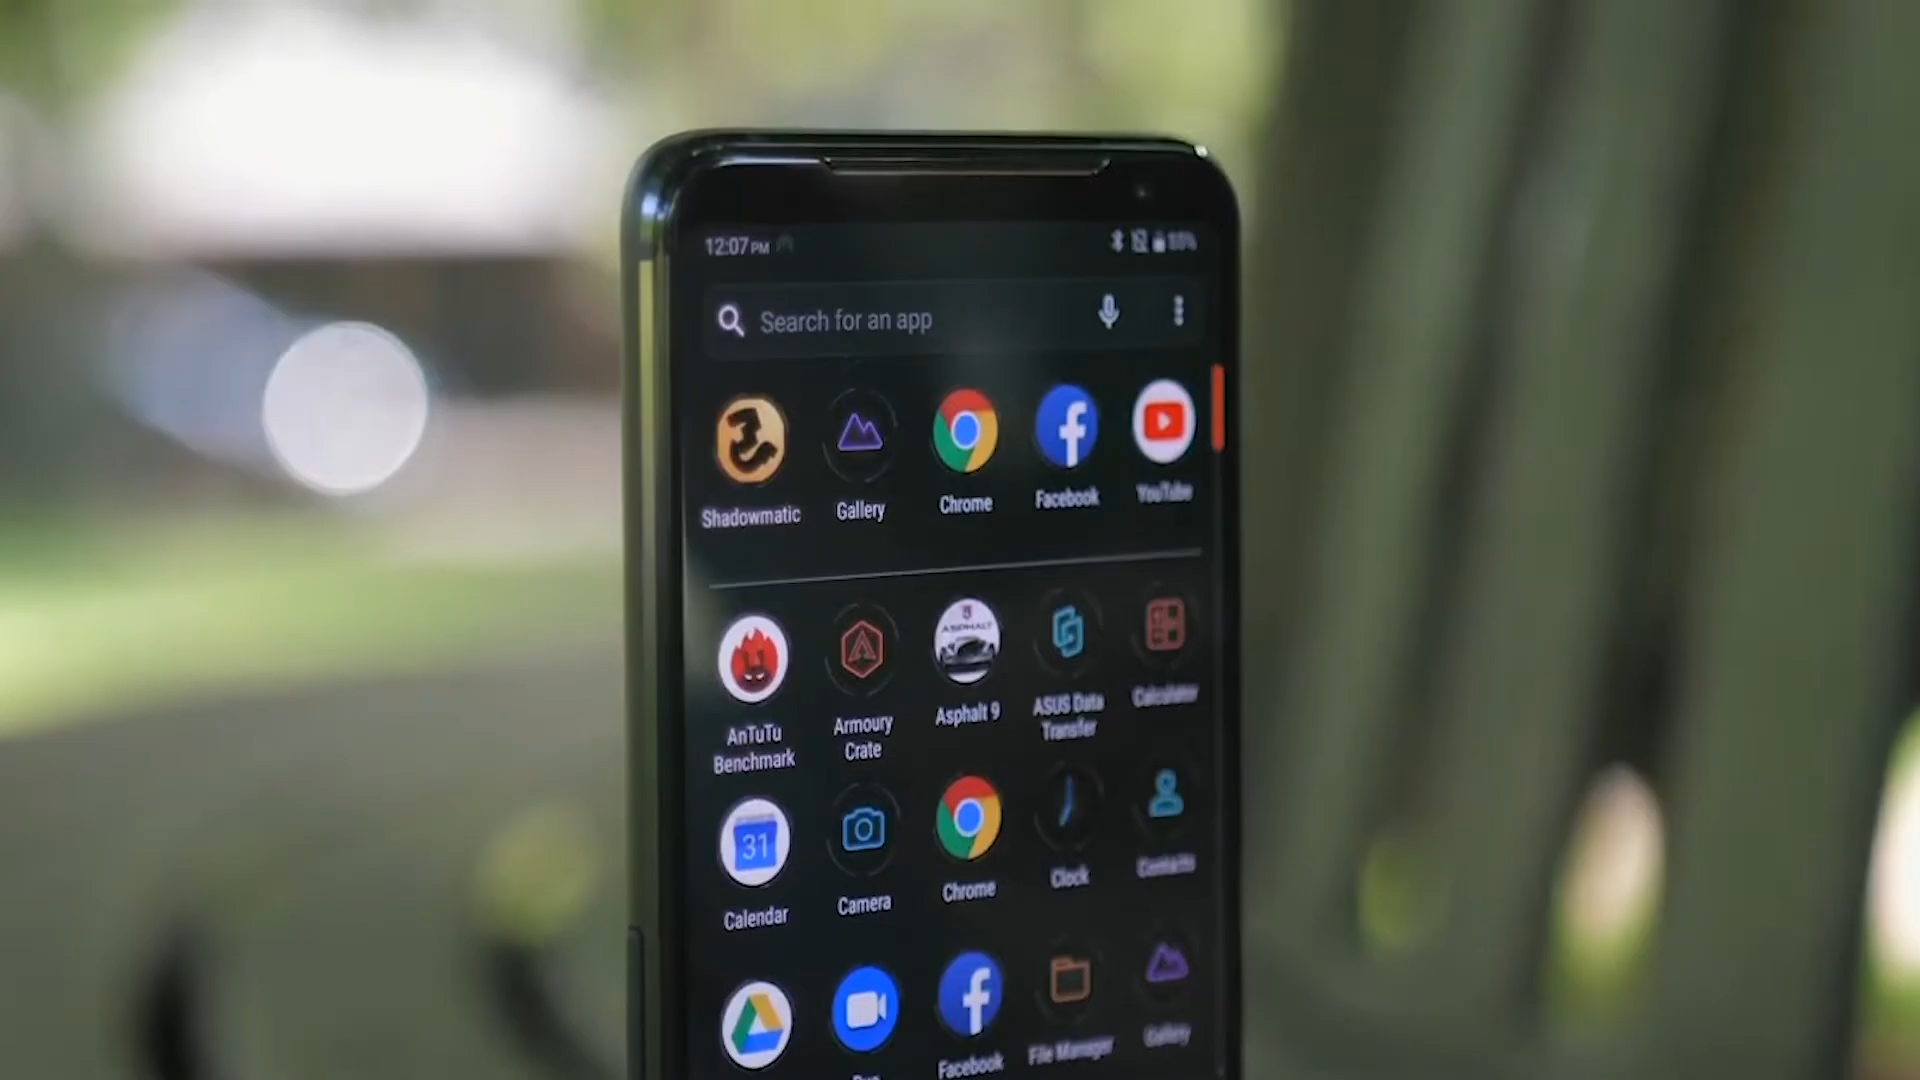 12:07 PM
Search for an app
Shadowmatic
Gallery
Chrome
Facebook
YouTube
ASPHALT
AnTuTu
Benchmark
Armoury
Crate
Asphalt 9
ASUS Data
Transfer
Calculator
31
Calendar
Camera
Chrome
Clock
Contacts
Facebook
File Manager
Gallery